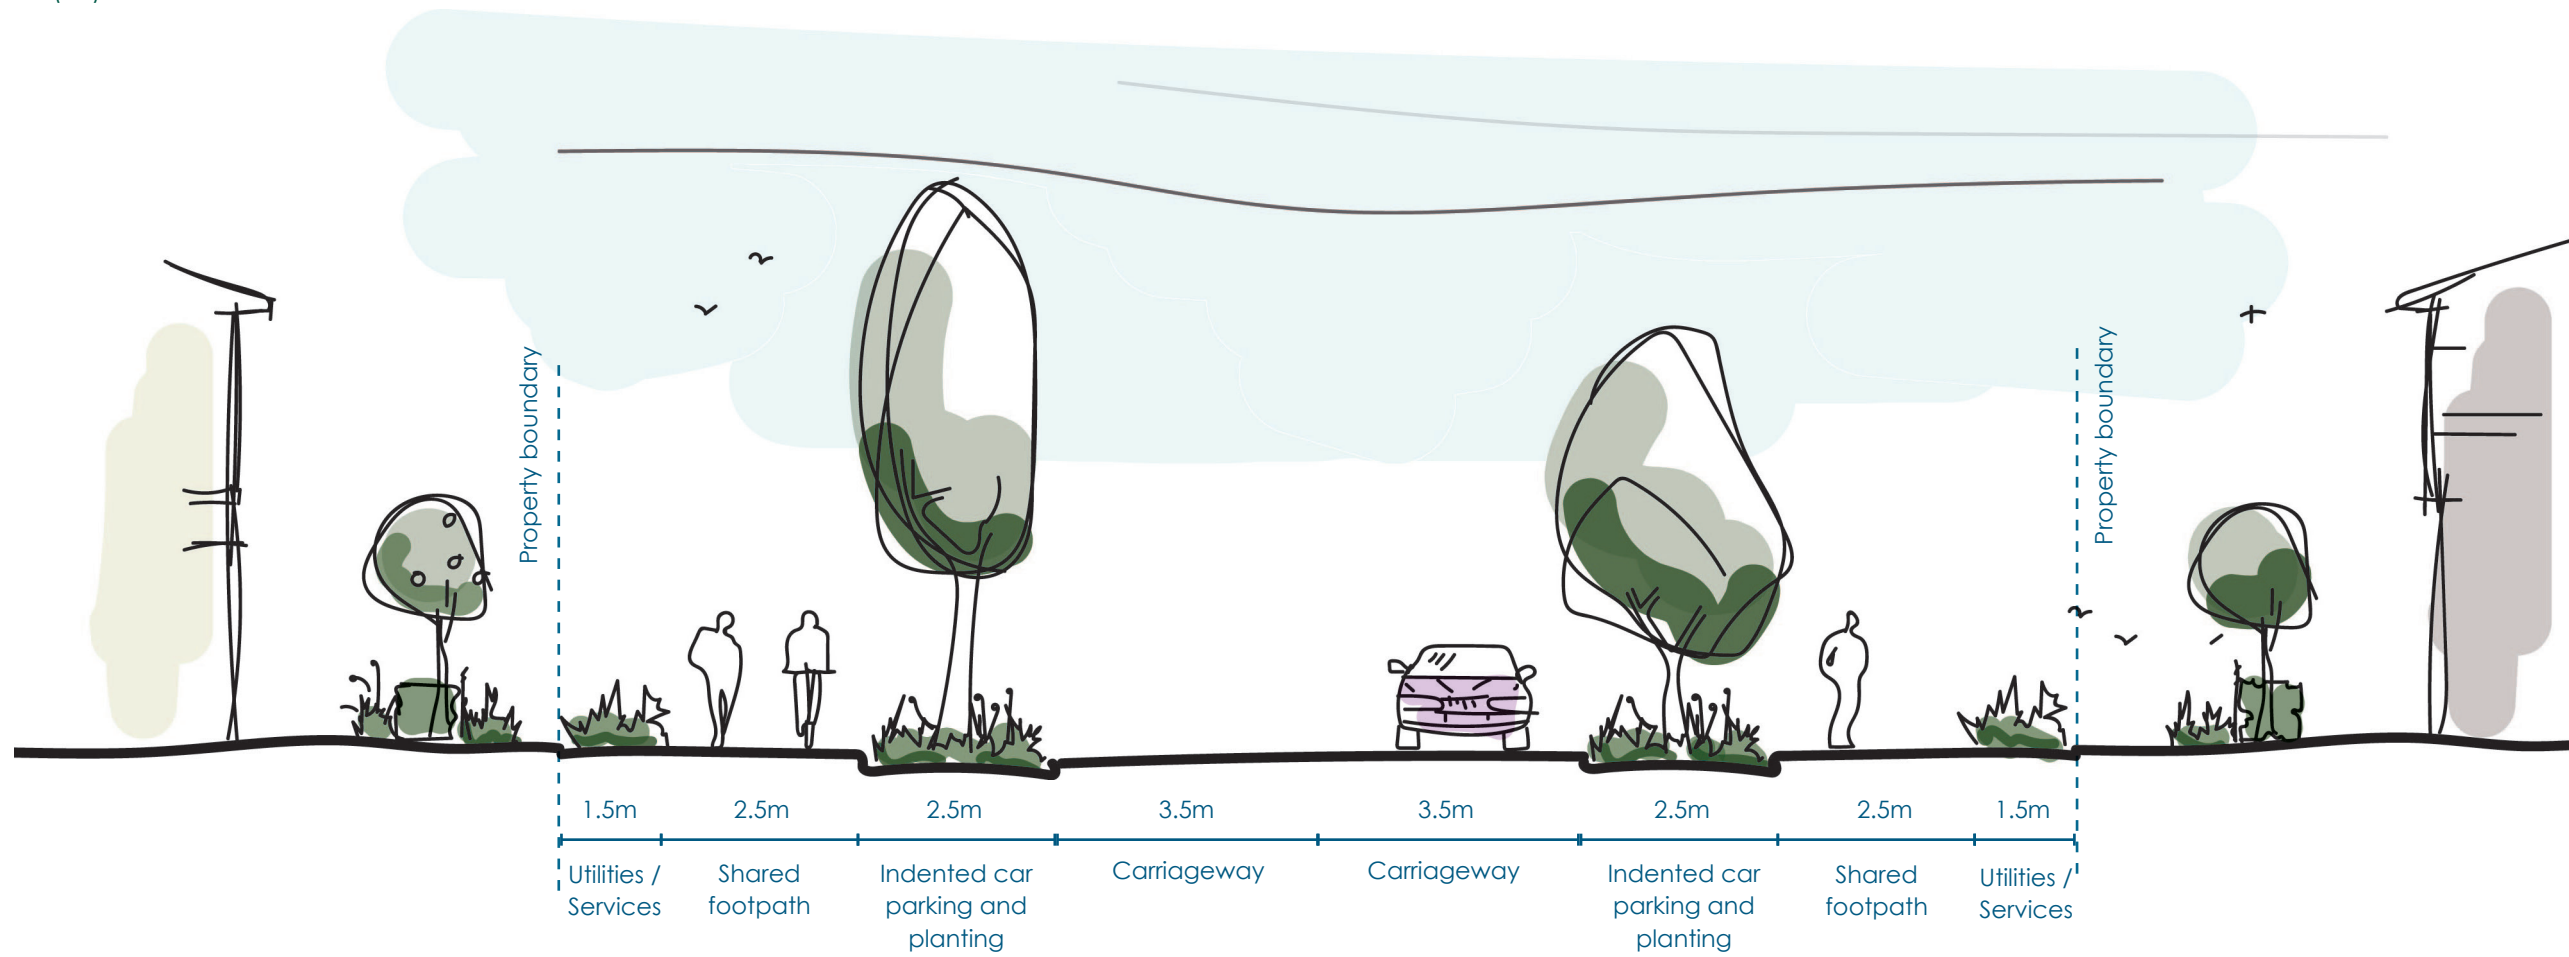 Property boundary
Property boundary
1.5m 2.5m 2.5m 3.5m 3.5m 2.5m 2.5m 1.5m
Utilities /
Services
Shared
footpath
Indented car
parking and
planting
Carriageway
Carriageway
Indented car
parking and
planting
Shared
footpath
Utilities /
Services